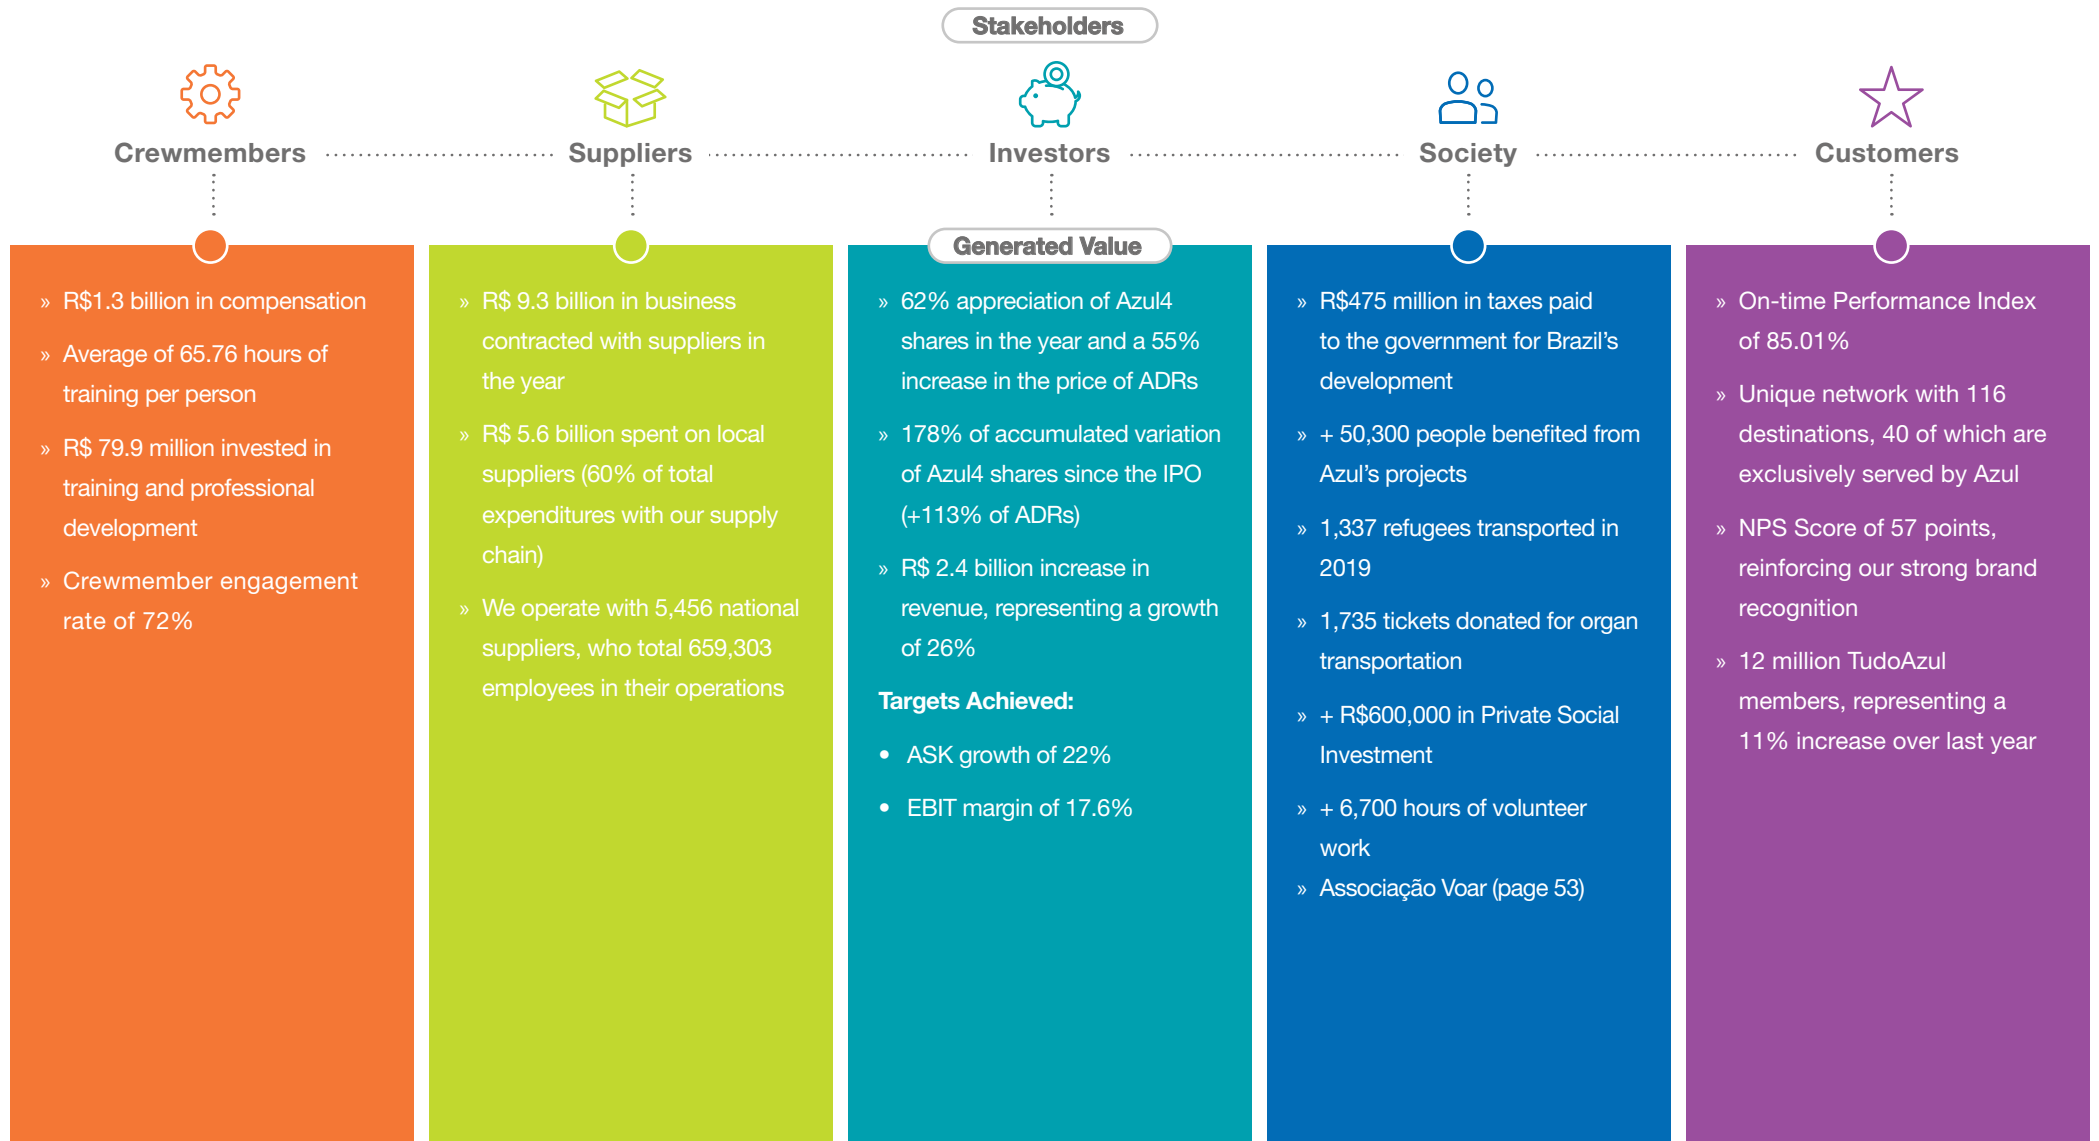 Stakeholders
Crewmembers
Suppliers
Investors
Society
Customers
Generated Value
» R$1.3 billion in compensation
» Average of 65.76 hours of
training per person
» R$ 79.9 million invested in
training and professional
development
» Crewmember engagement
rate of 72%
» R$ 9.3 billion in business
contracted with suppliers in
the year
» R$ 5.6 billion spent on local
suppliers (60% of total
expenditures with our supply
chain)
» We operate with 5,456 national
suppliers, who total 659,303
employees in their operations
» 62% appreciation of Azul4
shares in the year and a 55%
increase in the price of ADRs
» 178% of accumulated variation
of Azul4 shares since the IPO
(+113% of ADRs)
» R$ 2.4 billion increase in
revenue, representing a growth
of 26%
Targets Achieved:
• ASK growth of 22%
• EBIT margin of 17.6%
» R$475 million in taxes paid
to the government for Brazil’s
development
» + 50,300 people benefited from
Azul’s projects
» 1,337 refugees transported in
2019
» 1,735 tickets donated for organ
transportation
» + R$600,000 in Private Social
Investment
» + 6,700 hours of volunteer
work
» Associação Voar (page 53)
» On-time Performance Index
of 85.01%
» Unique network with 116
destinations, 40 of which are
exclusively served by Azul
» NPS Score of 57 points,
reinforcing our strong brand
recognition
» 12 million TudoAzul
members, representing a
11% increase over last year